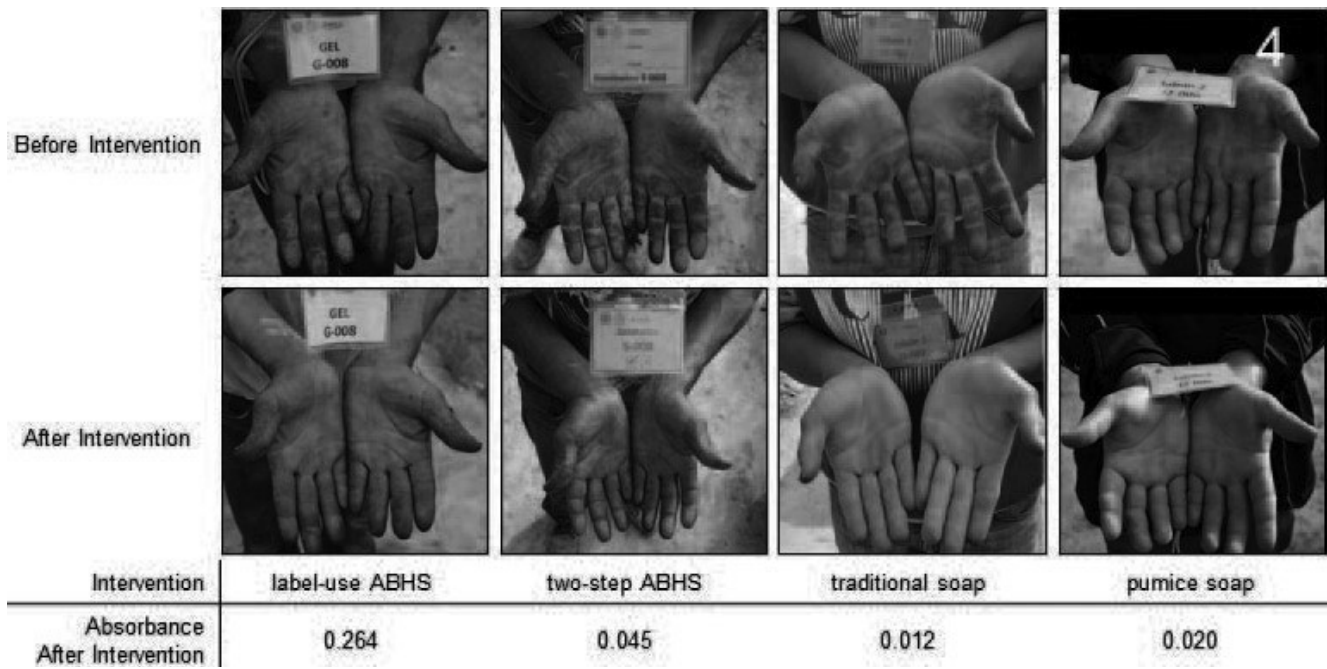 GEL
G-008
4
Before Intervention
GEL
G-008
After Intervention
Intervention
label-use ABHS
two-step ABHS
traditional soap
pumice soap
Absorbance
After Intervention
0.264
0.045
0.012
0.020